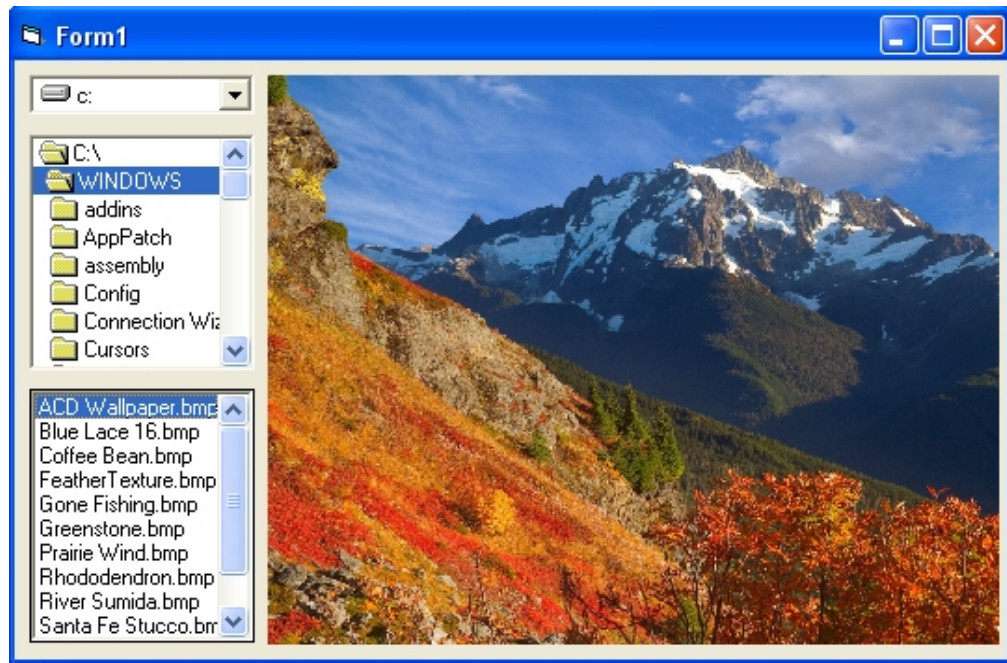 Form1
c:
C:\
WINDOWS
addins
AppPatch
assembly
Config
Connection Wiz
Cursors
ACD Wallpaper.bmp
Blue Lace 16.bmp
Coffee Bean.bmp
FeatherTexture.bmp
Gone Fishing.bmp
Greenstone.bmp
Prairie Wind.bmp
Rhododendron.bmp
River Sumida.bmp
Santa Fe Stucco.bm